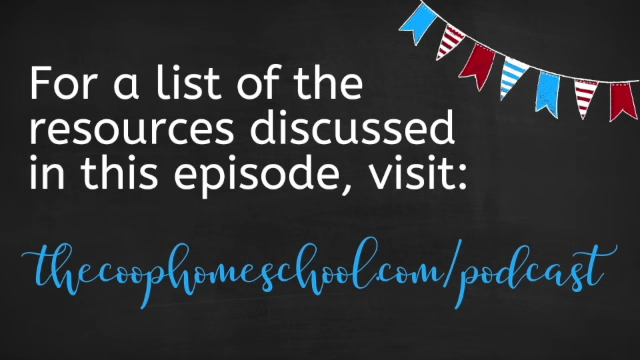 For a list of the
resources discussed
in this episode, visit:
thecoophomeschool.com/podcast